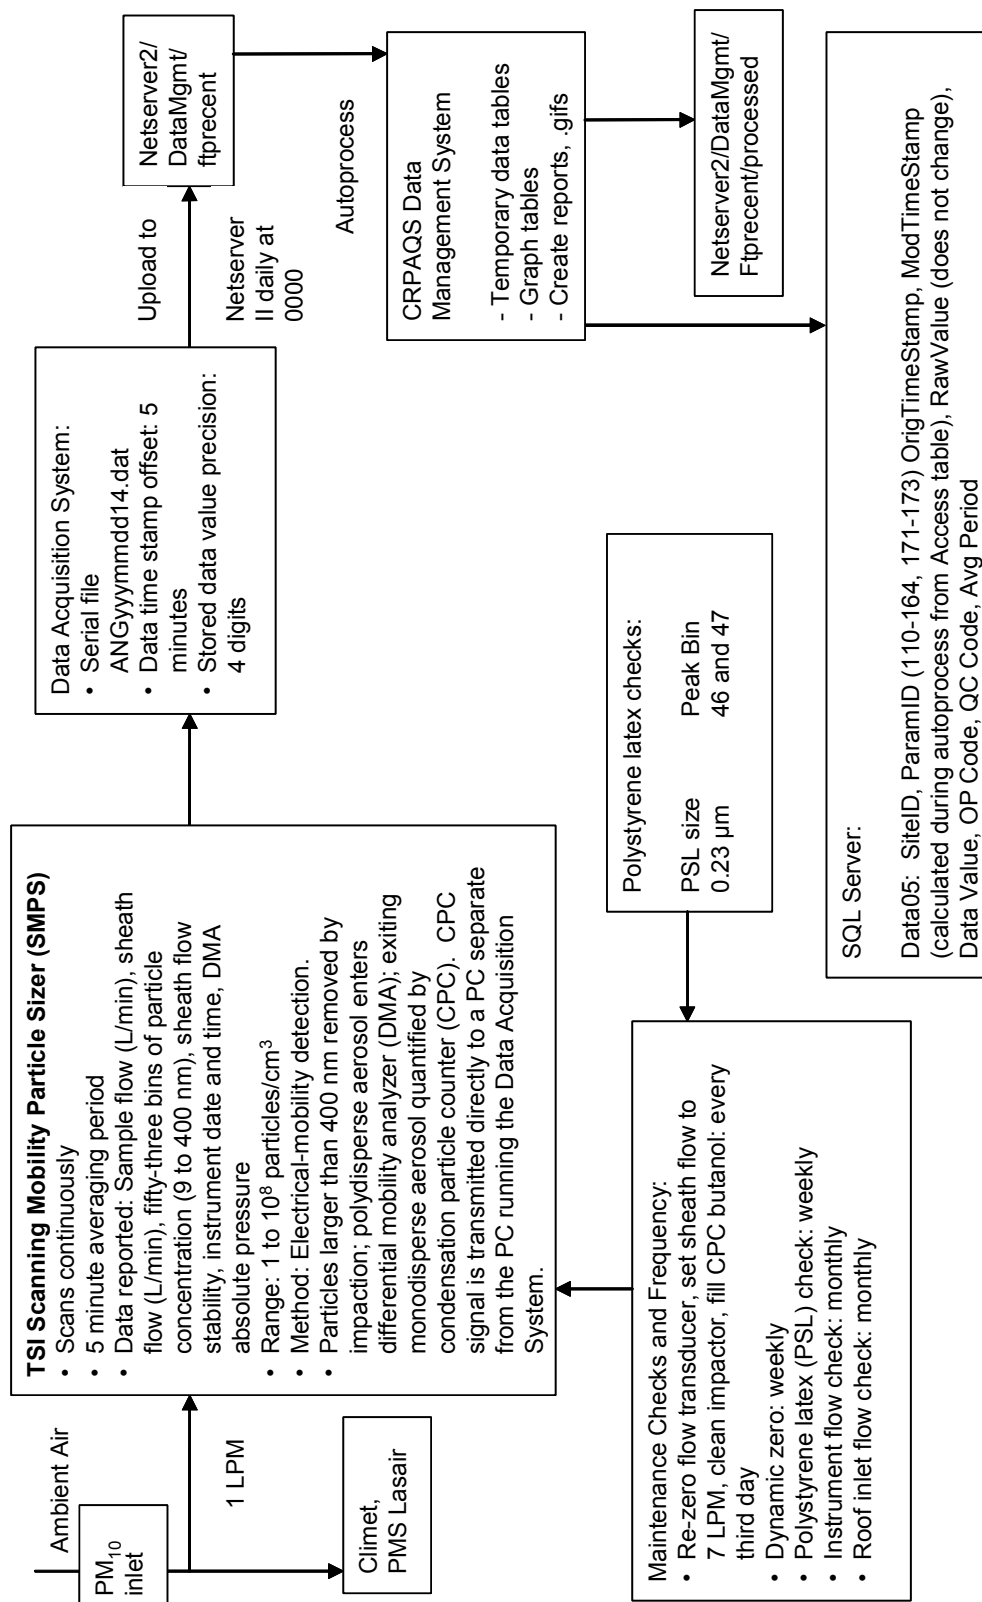 Ambient Air
PM10
inlet
1 LPM
Climet,
PMS Lasair
TSI Scanning Mobility Particle Sizer (SMPS)
• Scans continuously
• 5 minute averaging period
• Data reported: Sample flow (L/min), sheath
flow (L/min), fifty-three bins of particle
concentration (9 to 400 nm), sheath flow
stability, instrument date and time, DMA
absolute pressure
• Range: 1 to 10⁸ particles/cm³
• Method: Electrical-mobility detection.
• Particles larger than 400 nm removed by
impaction; polydisperse aerosol enters
differential mobility analyzer (DMA); exiting
monodisperse aerosol quantified by
condensation particle counter (CPC). CPC
signal is transmitted directly to a PC separate
from the PC running the Data Acquisition
System.
Data Acquisition System:
• Serial file
ANGyyymmdd14.dat
• Data time stamp offset: 5
minutes
• Stored data value precision:
4 digits
Upload to
Netserver
II daily at
0000
Netserver2/
DataMgmt/
ftprecent
Autoprocess
CRPAQS Data
Management System
- Temporary data tables
- Graph tables
- Create reports, .gifs
Netserver2/DataMgmt/
Ftprecent/processed
Maintenance Checks and Frequency:
• Re-zero flow transducer, set sheath flow to
7 LPM, clean impactor, fill CPC butanol: every
third day
• Dynamic zero: weekly
• Polystyrene latex (PSL) check: weekly
• Instrument flow check: monthly
• Roof inlet flow check: monthly
Polystyrene latex checks:
PSL size Peak Bin
0.23 µm 46 and 47
SQL Server:
Data05: SiteID, ParamID (110-164, 171-173) OrigTimeStamp, ModTimeStamp
(calculated during autoprocess from Access table), RawValue (does not change),
Data Value, OP Code, QC Code, Avg Period